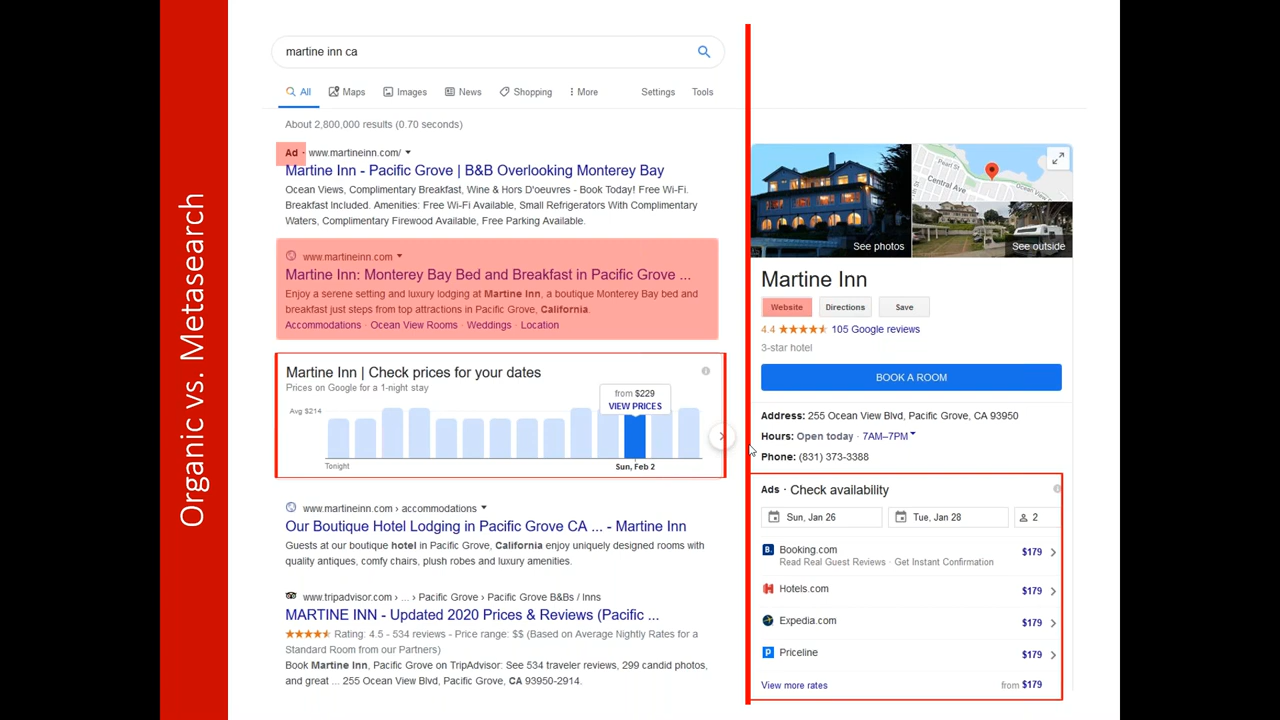 Organic vs. Metasearch
martine inn ca
All Maps Images News Shopping More Settings Tools
About 2,800,000 results (0.70 seconds)
Ad · www.martineinn.com/
Martine Inn - Pacific Grove | B&B Overlooking Monterey Bay
Ocean Views, Complimentary Breakfast, Wine & Hors D'oeuvres - Book Today! Free Wi-Fi.
Breakfast Included. Amenities: Free Wi-Fi Available, Small Refrigerators With Complimentary
Waters, Complimentary Firewood Available, Free Parking Available.
www.martineinn.com
Martine Inn: Monterey Bay Bed and Breakfast in Pacific Grove ...
Enjoy a serene setting and luxury lodging at Martine Inn, a boutique Monterey Bay bed and
breakfast just steps from top attractions in Pacific Grove, California.
Accommodations · Ocean View Rooms · Weddings · Location
Martine Inn | Check prices for your dates
Prices on Google for a 1-night stay
from $229
VIEW PRICES
Avg $214
Tonight Sun, Feb 2
www.martineinn.com › accommodations
Our Boutique Hotel Lodging in Pacific Grove CA ... - Martine Inn
Guests at our boutique hotel in Pacific Grove, California enjoy uniquely designed rooms with
quality antiques, comfy chairs, plush robes and luxury amenities.
www.tripadvisor.com › ... › Pacific Grove › Pacific Grove B&Bs / Inns
MARTINE INN - Updated 2020 Prices & Reviews (Pacific ...
Rating: 4.5 - 534 reviews - Price range: $$ (Based on Average Nightly Rates for a
Standard Room from our Partners)
Book Martine Inn, Pacific Grove on TripAdvisor: See 534 traveler reviews, 299 candid photos,
and great ... 255 Ocean View Blvd, Pacific Grove, CA 93950-2914.
Pearl St
Central Ave
Ocean View
See photos
See outside
Martine Inn
Website Directions Save
4.4 105 Google reviews
3-star hotel
BOOK A ROOM
Address: 255 Ocean View Blvd, Pacific Grove, CA 93950
Hours: Open today · 7AM–7PM
Phone: (831) 373-3388
Ads · Check availability
Sun, Jan 26 Tue, Jan 28 2
B. Booking.com $179
Read Real Guest Reviews · Get Instant Confirmation
Hotels.com $179
Expedia.com $179
Priceline $179
View more rates from $179